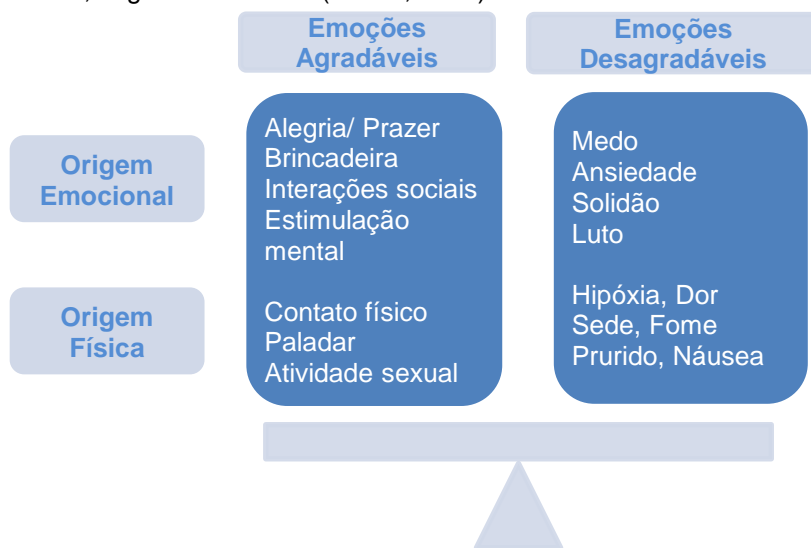 Emoções
Agradáveis
Emoções
Desagradáveis
Origem
Emocional
Alegria/ Prazer
Brincadeira
Interações sociais
Estimulação
mental
Medo
Ansiedade
Solidão
Luto
Origem
Física
Contato físico
Paladar
Atividade sexual
Hipóxia, Dor
Sede, Fome
Prurido, Náusea